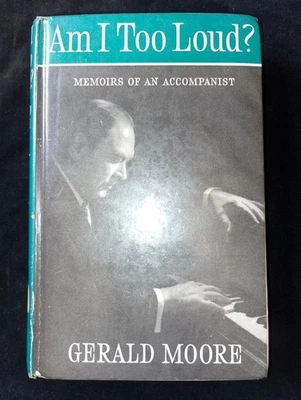 Am I Too Loud?
MEMOIRS OF AN ACCOMPANIST
GERALD MOORE